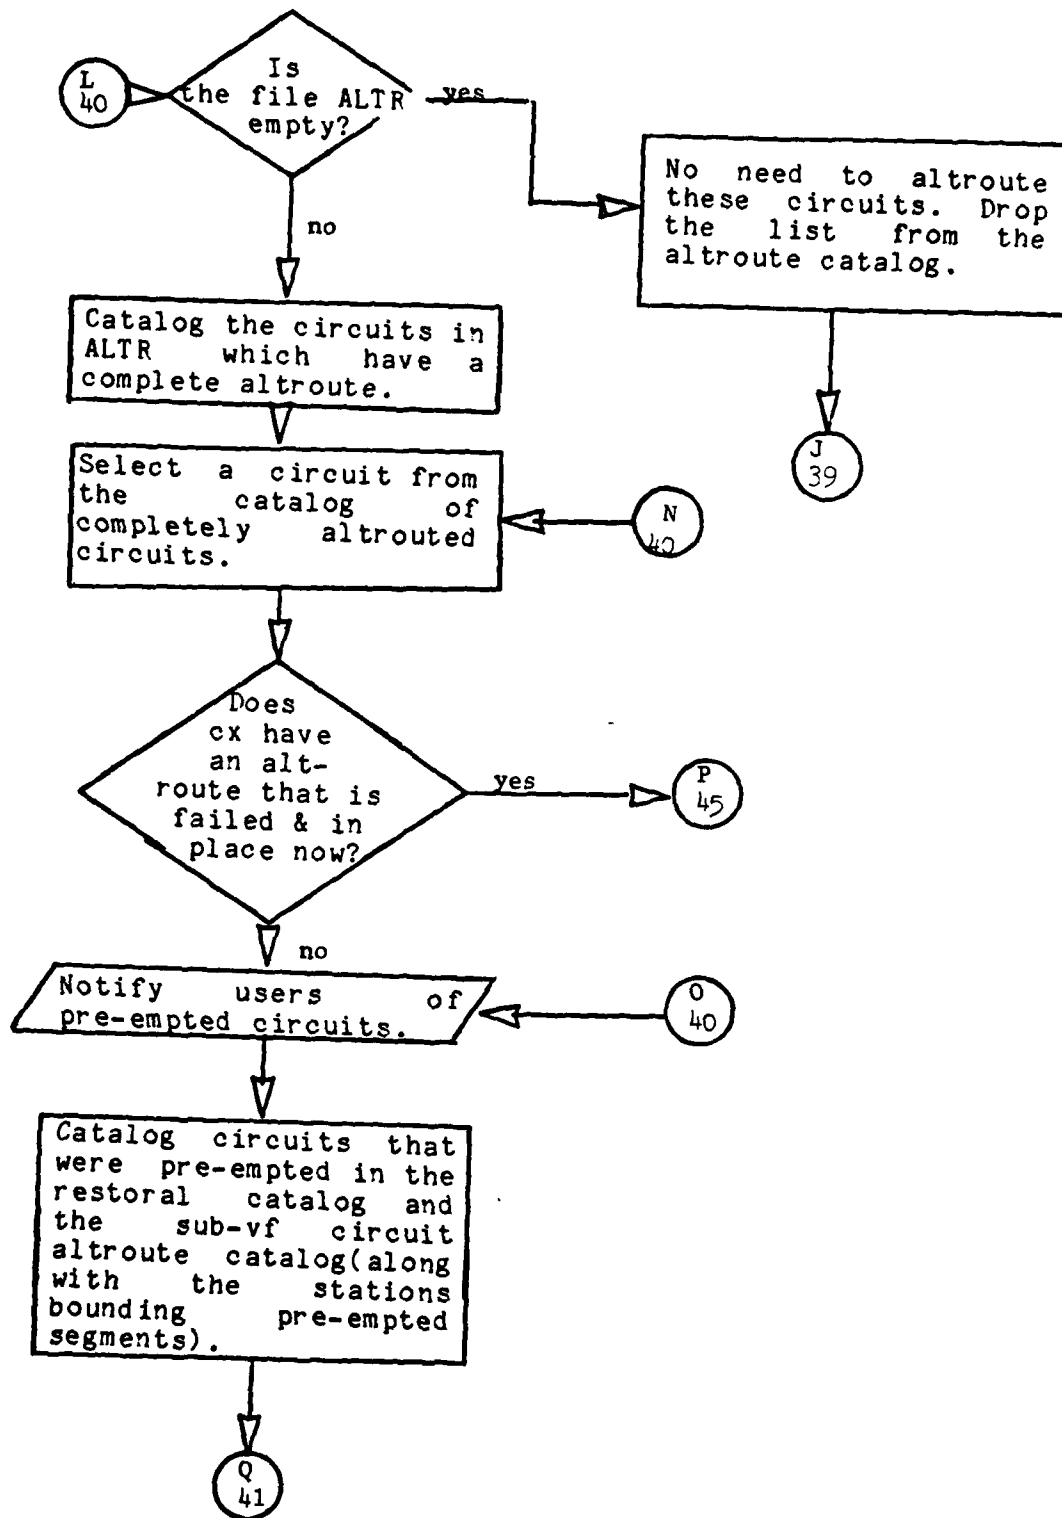 L
40
Is
the file ALTR
empty?
yes
no
No need to altroute
these circuits. Drop
the list from the
altroute catalog.
J
39
Catalog the circuits in
ALTR which have a
complete altroute.
Select a circuit from
the catalog of
completely altrouted
circuits.
N
Does
cx have
an alt-
route that is
failed & in
place now?
yes
P
45
no
Notify users of
pre-empted circuits.
O
40
Catalog circuits that
were pre-empted in the
restoral catalog and
the sub-vf circuit
altroute catalog(along
with the stations
bounding pre-empted
segments).
Q
41